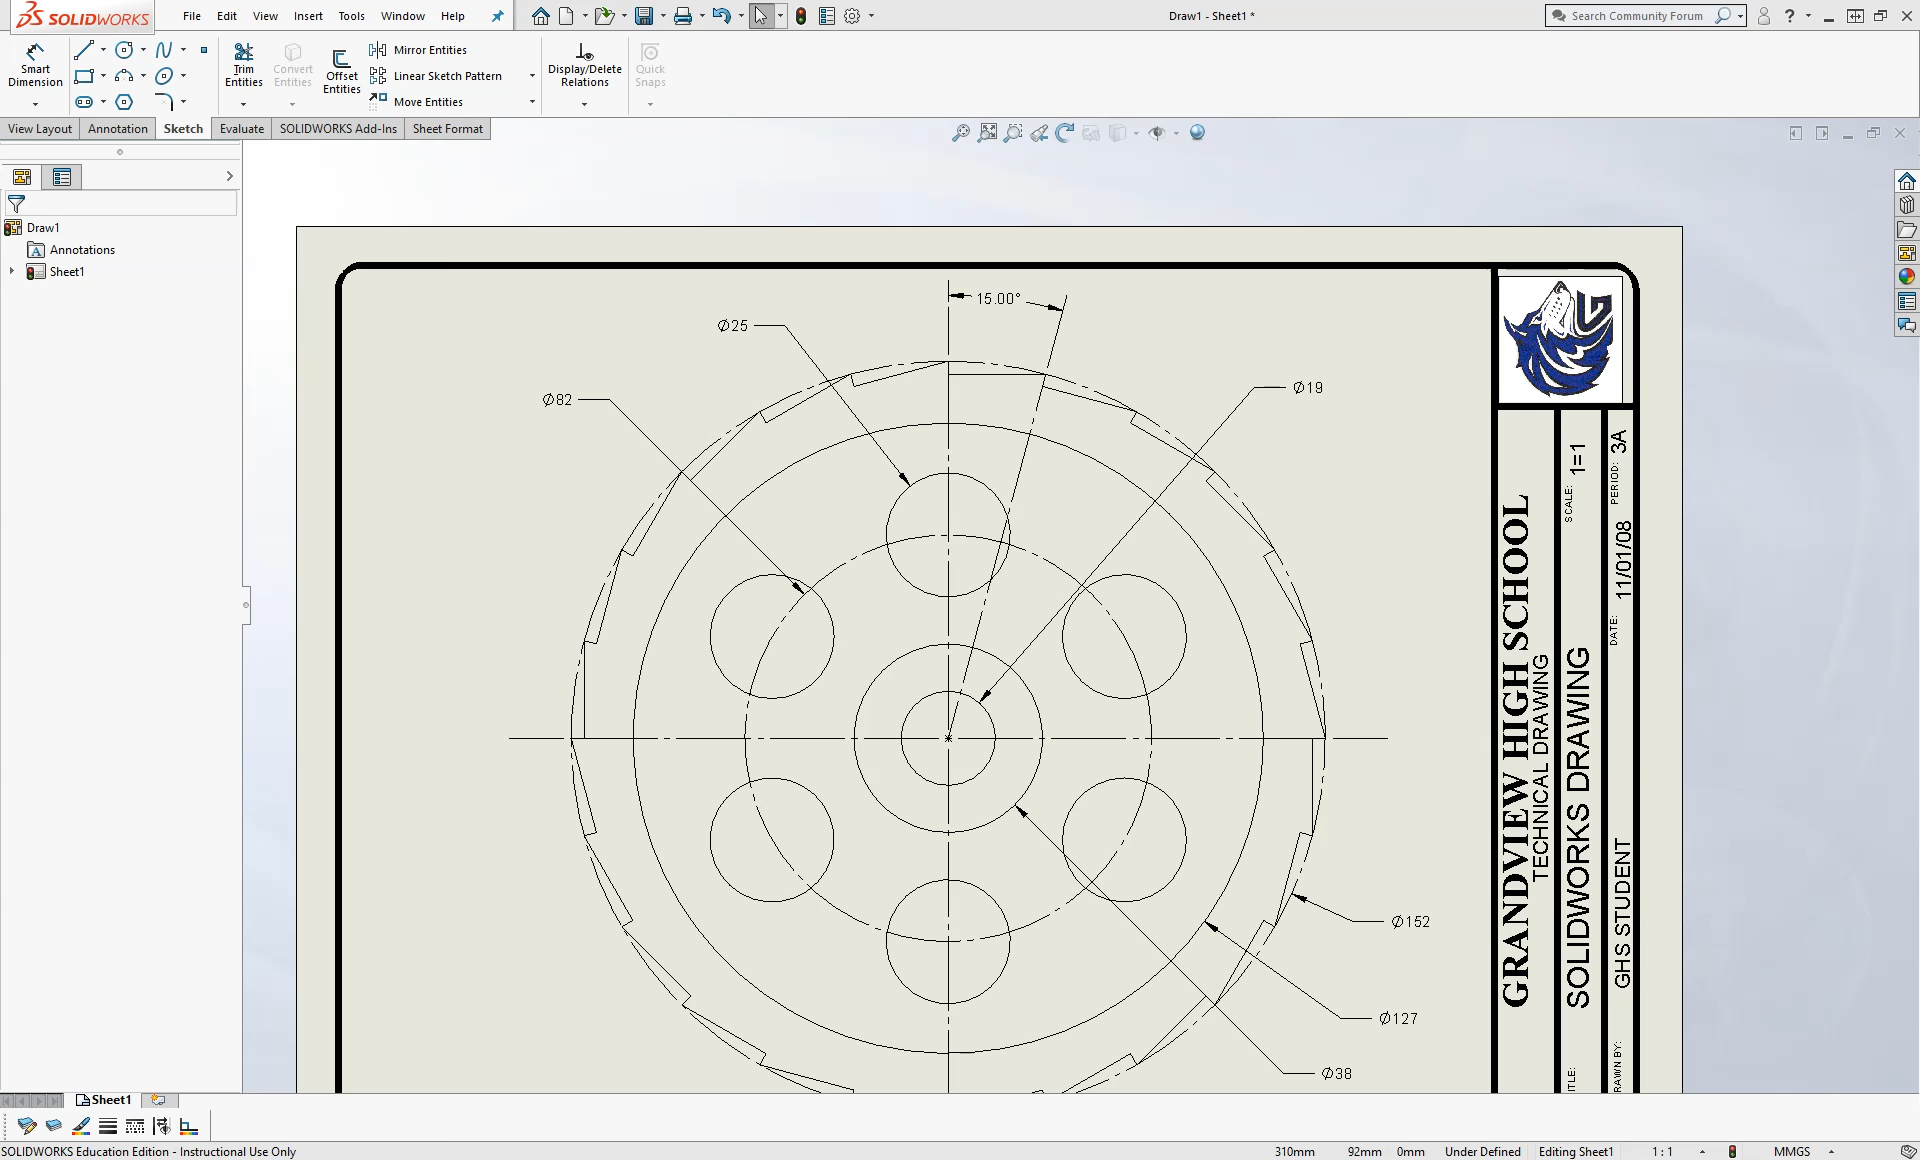 SOLIDWORKS
File Edit View Insert Tools Window Help
Draw1 - Sheet1 *
Search Community Forum
?
Smart Dimension
Trim Entities
Convert Entities
Offset Entities
Mirror Entities
Linear Sketch Pattern
Move Entities
Display/Delete Relations
Quick Snaps
View Layout Annotation Sketch Evaluate SOLIDWORKS Add-Ins Sheet Format
Draw1
A Annotations
Sheet1
15.00°
Ø25
Ø19
Ø82
Ø152
Ø127
Ø38
GRANDVIEW HIGH SCHOOL
TECHNICAL DRAWING
SOLIDWORKS DRAWING
SCALE: 1=1
GHS STUDENT
DATE: 11/01/08
PERIOD: 3A
ITLE:
RAWN BY:
Sheet1
SOLIDWORKS Education Edition - Instructional Use Only
310mm 92mm 0mm Under Defined Editing Sheet1 1 : 1 MMGS